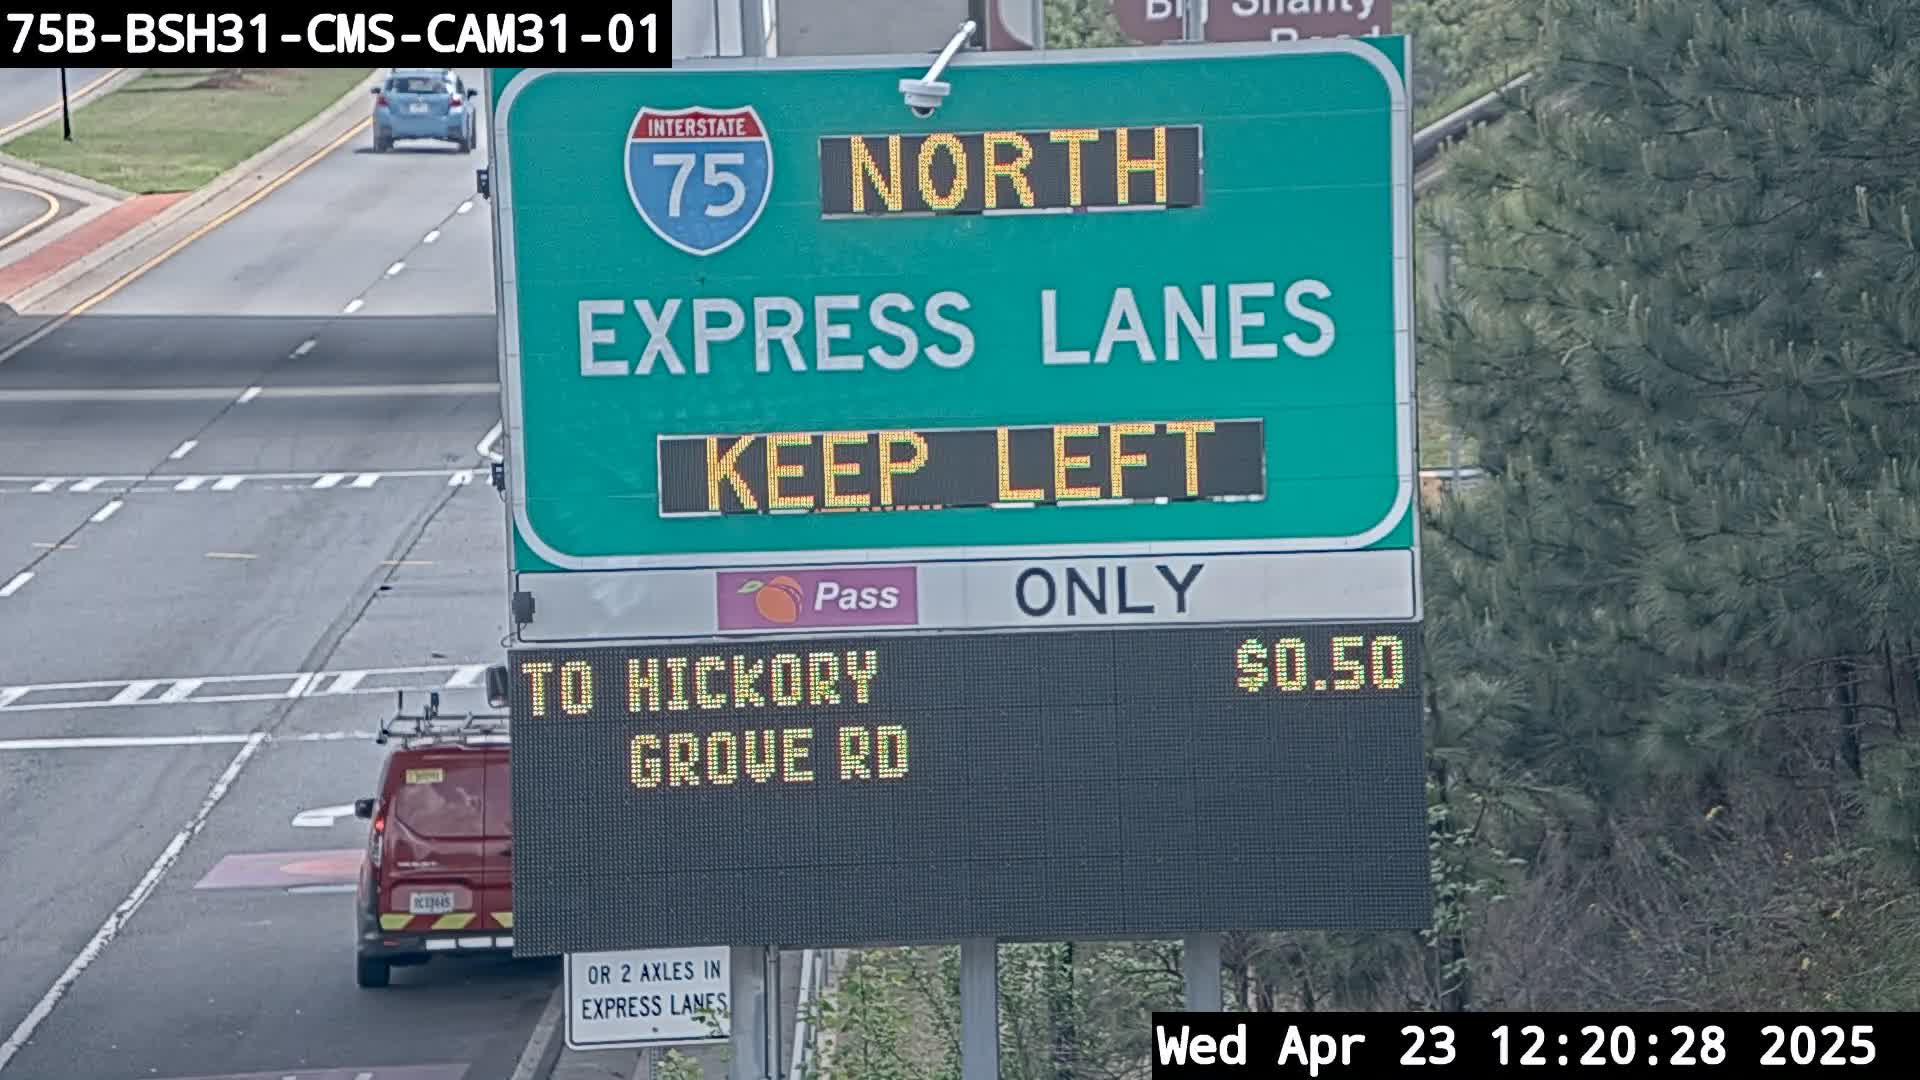 75B-BSH31-CMS-CAM31-01
Shanty
INTERSTATE
75
NORTH
EXPRESS LANES
KEEP LEFT
Pass ONLY
TO HICKORY $0.50
GROVE RD
OR 2 AXLES IN
EXPRESS LANES
Wed Apr 23 12:20:28 2025